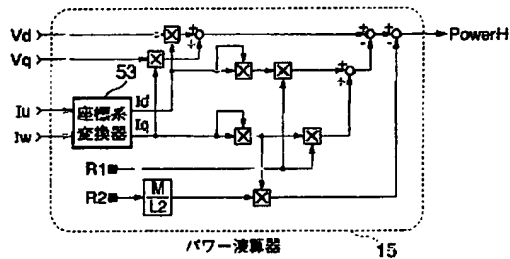 Vd
Vq
PowerH
53
Iu
Iw
座標系
変換器
Id
Iq
R1
R2
M
L2
+
+
+
-
+
-
+
+
パワー演算器
15